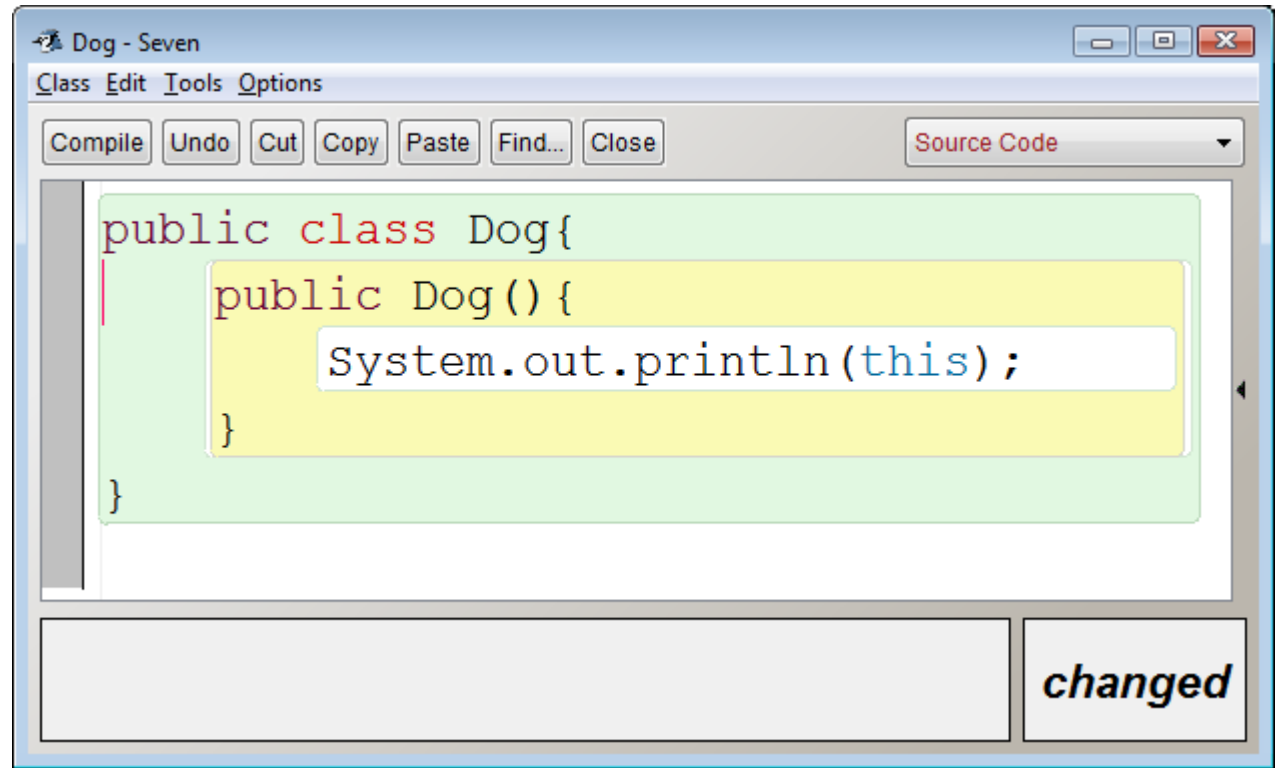 Dog - Seven
Class Edit Tools Options
Compile Undo Cut Copy Paste Find... Close Source Code
public class Dog{
public Dog(){
System.out.println(this);
}
}
changed